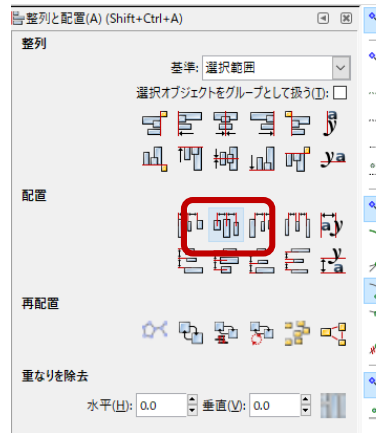 整列と配置(A) (Shift+Ctrl+A)
整列
基準: 選択範囲
選択オブジェクトをグループとして扱う(T):
配置
再配置
重なりを除去
水平(H): 0.0 垂直(V): 0.0